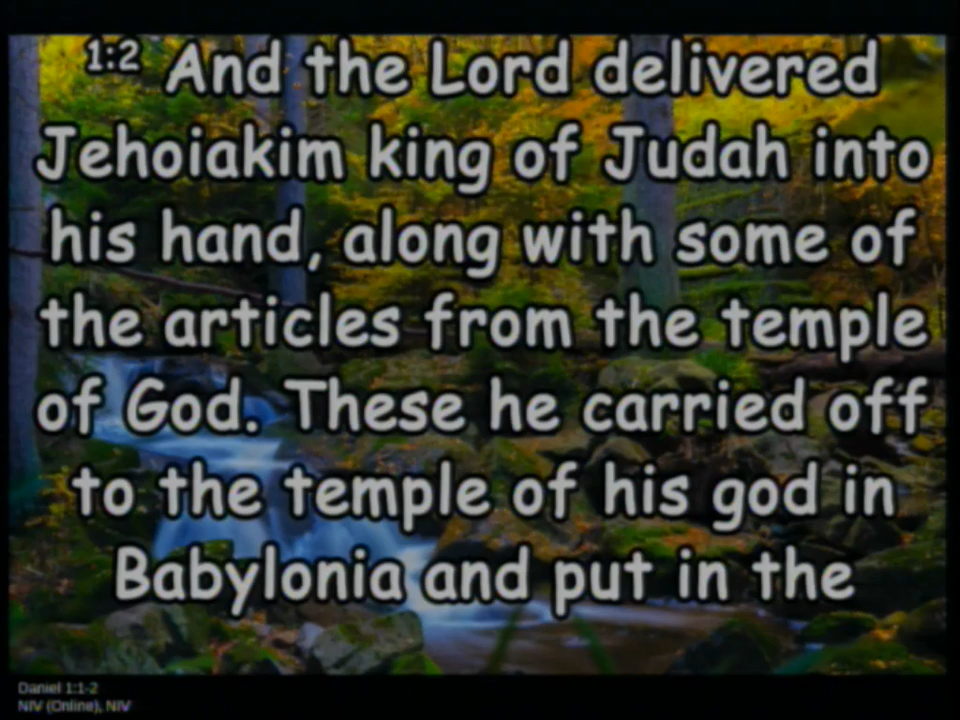 1:2 And the Lord delivered
Jehoiakim king of Judah into
his hand, along with some of
the articles from the temple
of God. These he carried off
to the temple of his god in
Babylonia and put in the
Daniel 1:1-2
NIV (Online), NIV